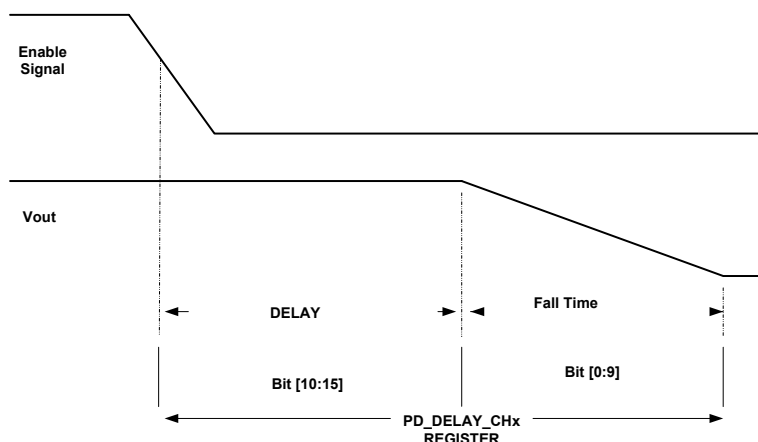 Enable
Signal
Vout
DELAY
Fall Time
Bit [10:15]
Bit [0:9]
PD_DELAY_CHx
REGISTER